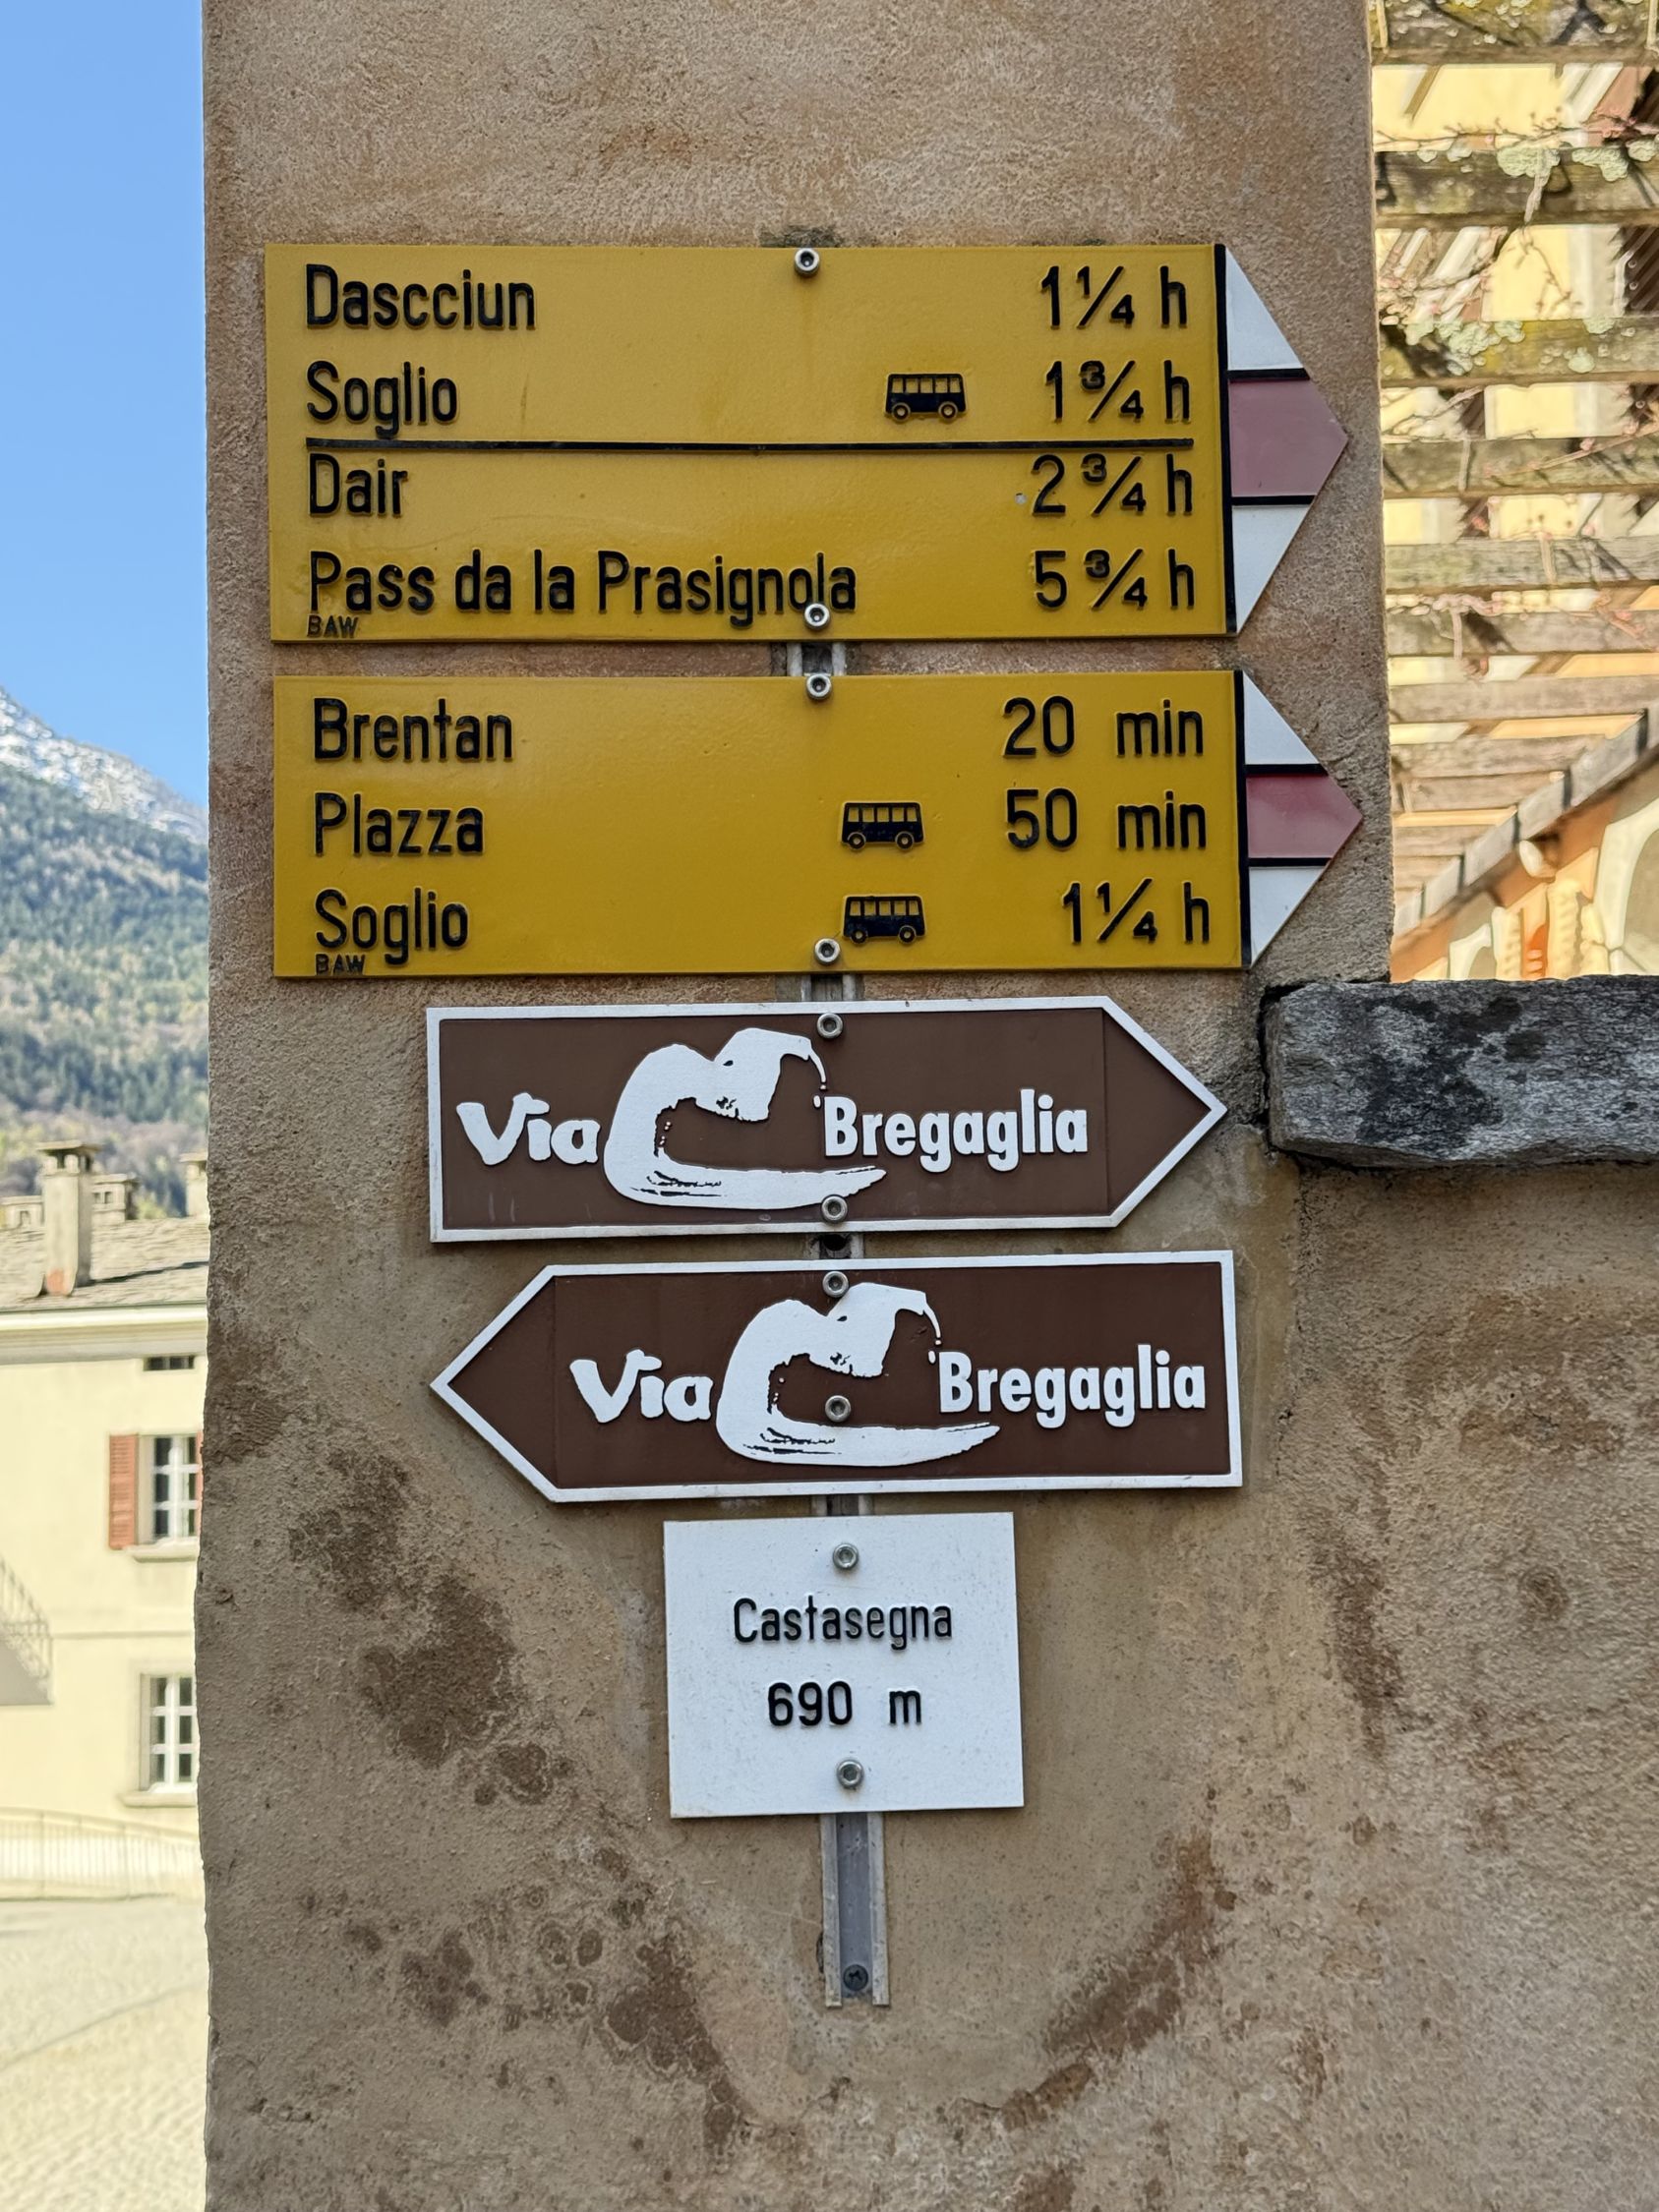 Dascciun 1¼ h
Soglio 1¾ h
Dair 2¾ h
Pass da la Prasignola 5¾ h
BAW
Brentan 20 min
Plazza 50 min
Soglio 1¼ h
BAW
Via Bregaglia
Via Bregaglia
Castasegna
690 m